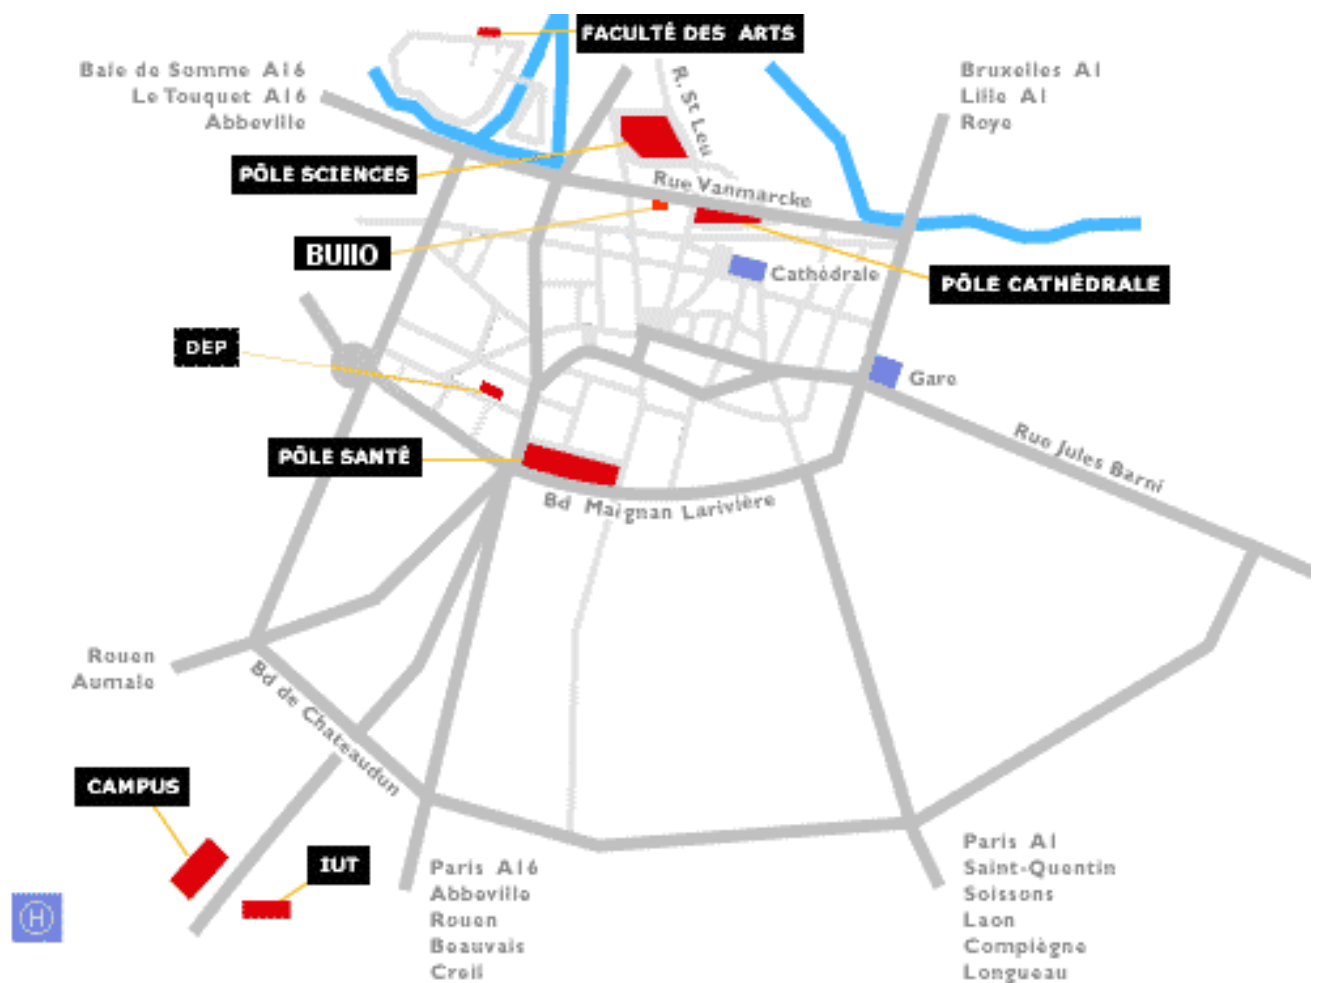 FACULTÉ DES ARTS
Baie de Somme A16
Le Touquet A16
Abbeville
R. St Leu
Bruxelles A1
Lille A1
Roye
PÔLE SCIENCES
Rue Vanmarcke
BUIIO
Cathédrale
PÔLE CATHÉDRALE
DEP
Gare
PÔLE SANTÉ
Rue Jules Barni
Bd Maignan Larivière
Rouen
Aumale
Bd de Chateaudun
CAMPUS
IUT
H
Paris A16
Abbeville
Rouen
Beauvais
Creil
Paris A1
Saint-Quentin
Soissons
Laon
Compiègne
Longueau